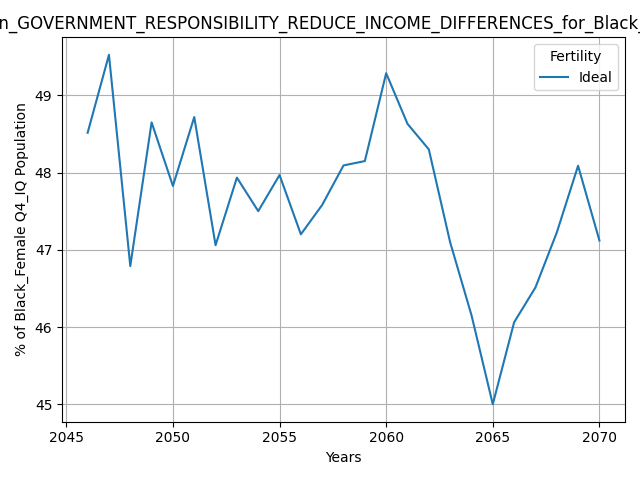 n_GOVERNMENT_RESPONSIBILITY_REDUCE_INCOME_DIFFERENCES_for_Black_
Fertility
Ideal
49
48
47
46
45
% of Black_Female Q4_IQ Population
2045 2050 2055 2060 2065 2070
Years